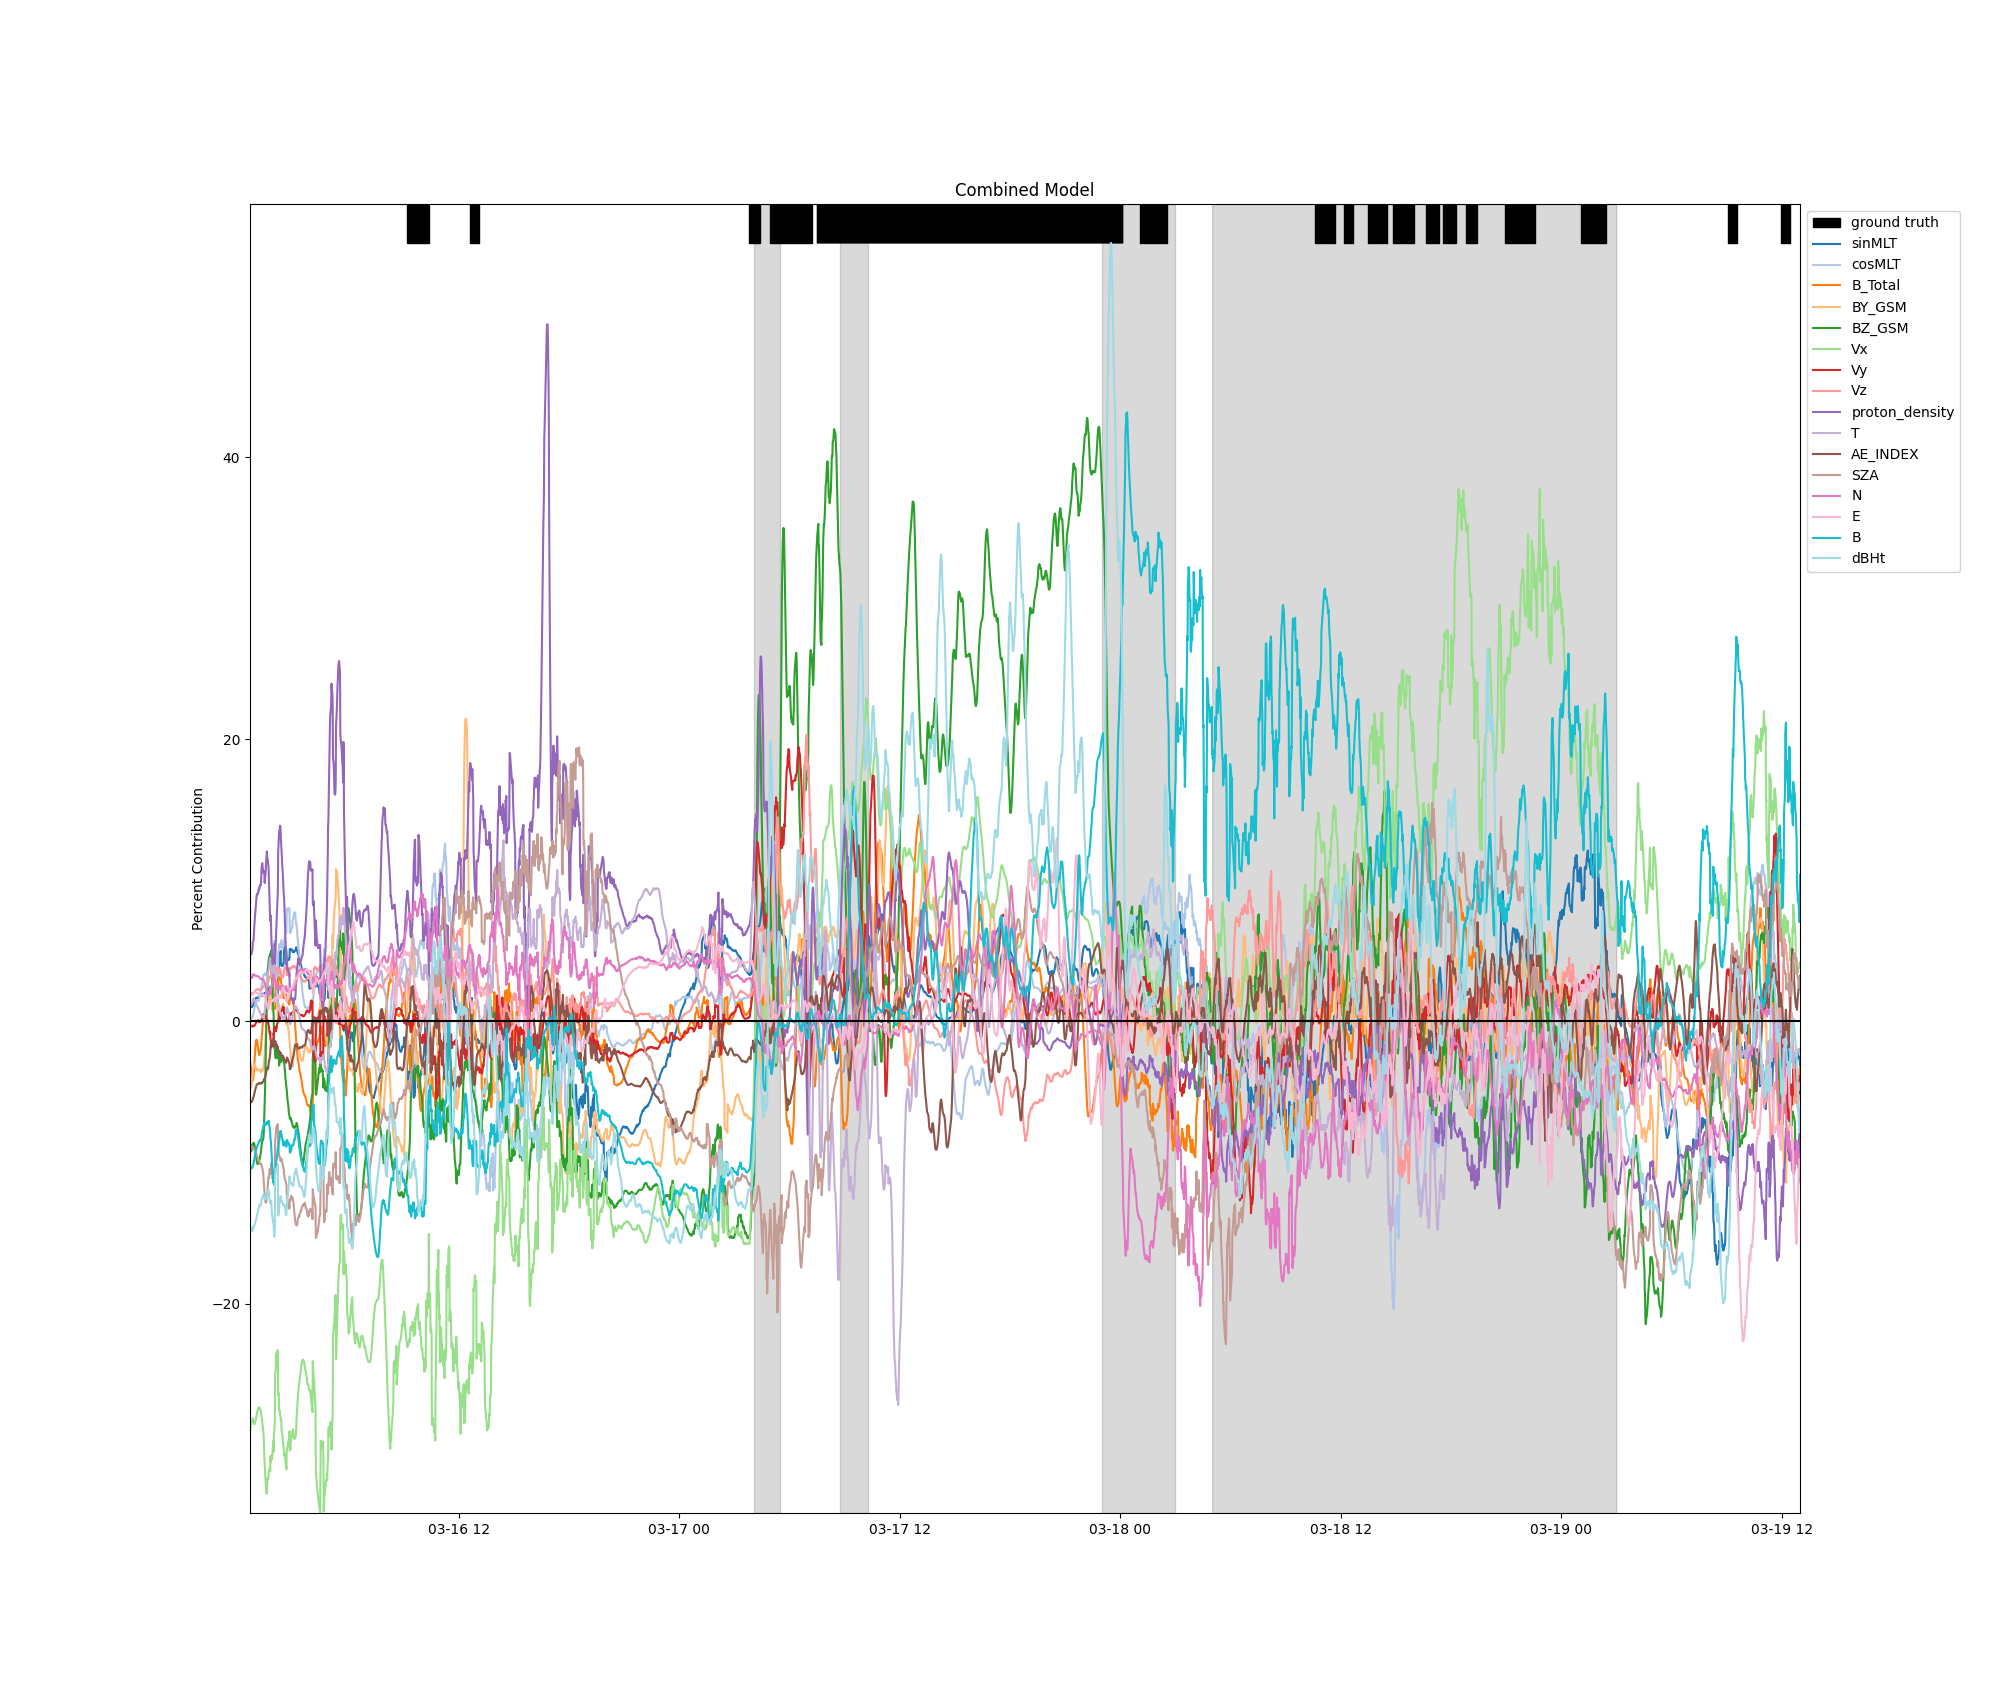 Combined Model
Percent Contribution
40
20
0
−20
03-16 12
03-17 00
03-17 12
03-18 00
03-18 12
03-19 00
03-19 12
ground truth
sinMLT
cosMLT
B_Total
BY_GSM
BZ_GSM
Vx
Vy
Vz
proton_density
T
AE_INDEX
SZA
N
E
B
dBHt